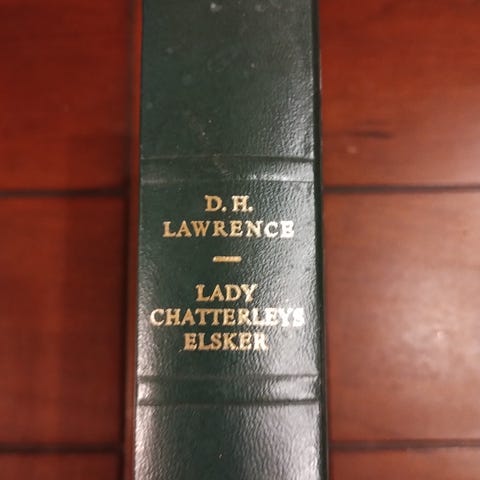 D. H.
LAWRENCE
LADY
CHATTERLEYS
ELSKER